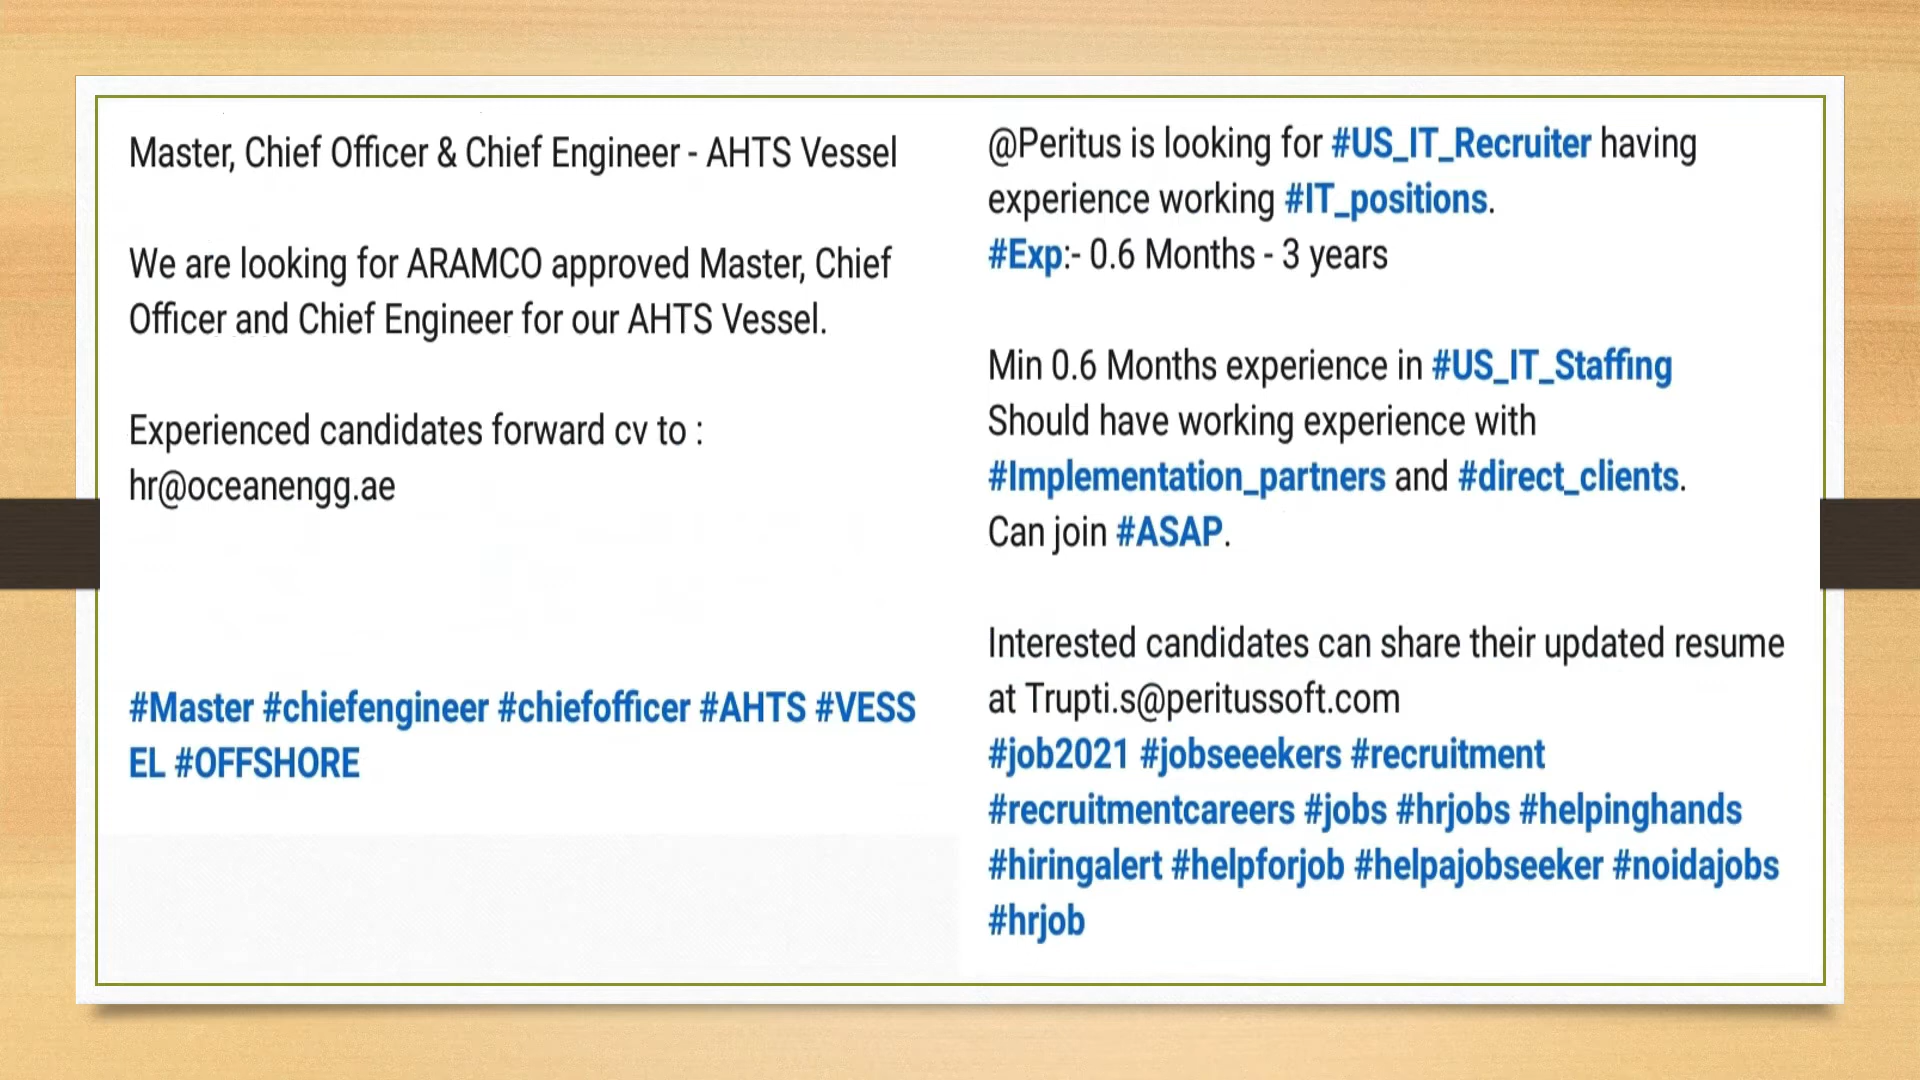 Master, Chief Officer & Chief Engineer - AHTS Vessel
We are looking for ARAMCO approved Master, Chief
Officer and Chief Engineer for our AHTS Vessel.
Experienced candidates forward cv to :
hr@oceanengg.ae
#Master #chiefengineer #chiefofficer #AHTS #VESS
EL #OFFSHORE
@Peritus is looking for #US_IT_Recruiter having
experience working #IT_positions.
#Exp:- 0.6 Months - 3 years
Min 0.6 Months experience in #US_IT_Staffing
Should have working experience with
#Implementation_partners and #direct_clients.
Can join #ASAP.
Interested candidates can share their updated resume
at Trupti.s@peritussoft.com
#job2021 #jobseeekers #recruitment
#recruitmentcareers #jobs #hrjobs #helpinghands
#hiringalert #helpforjob #helpajobseeker #noidajobs
#hrjob